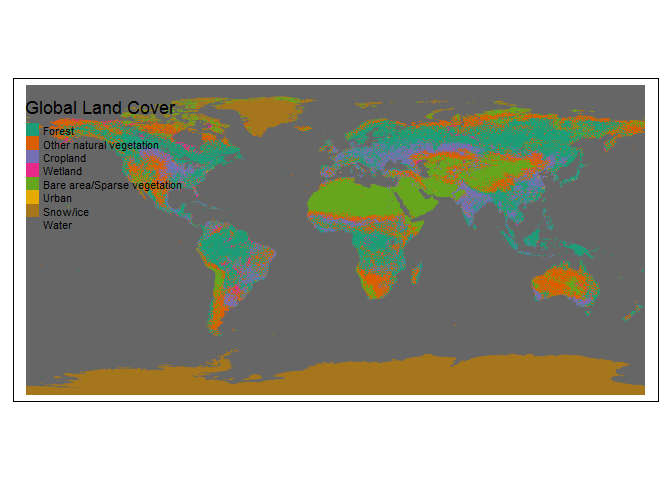 Global Land Cover
Forest
Other natural vegetation
Cropland
Wetland
Bare area/Sparse vegetation
Urban
Snow/ice
Water